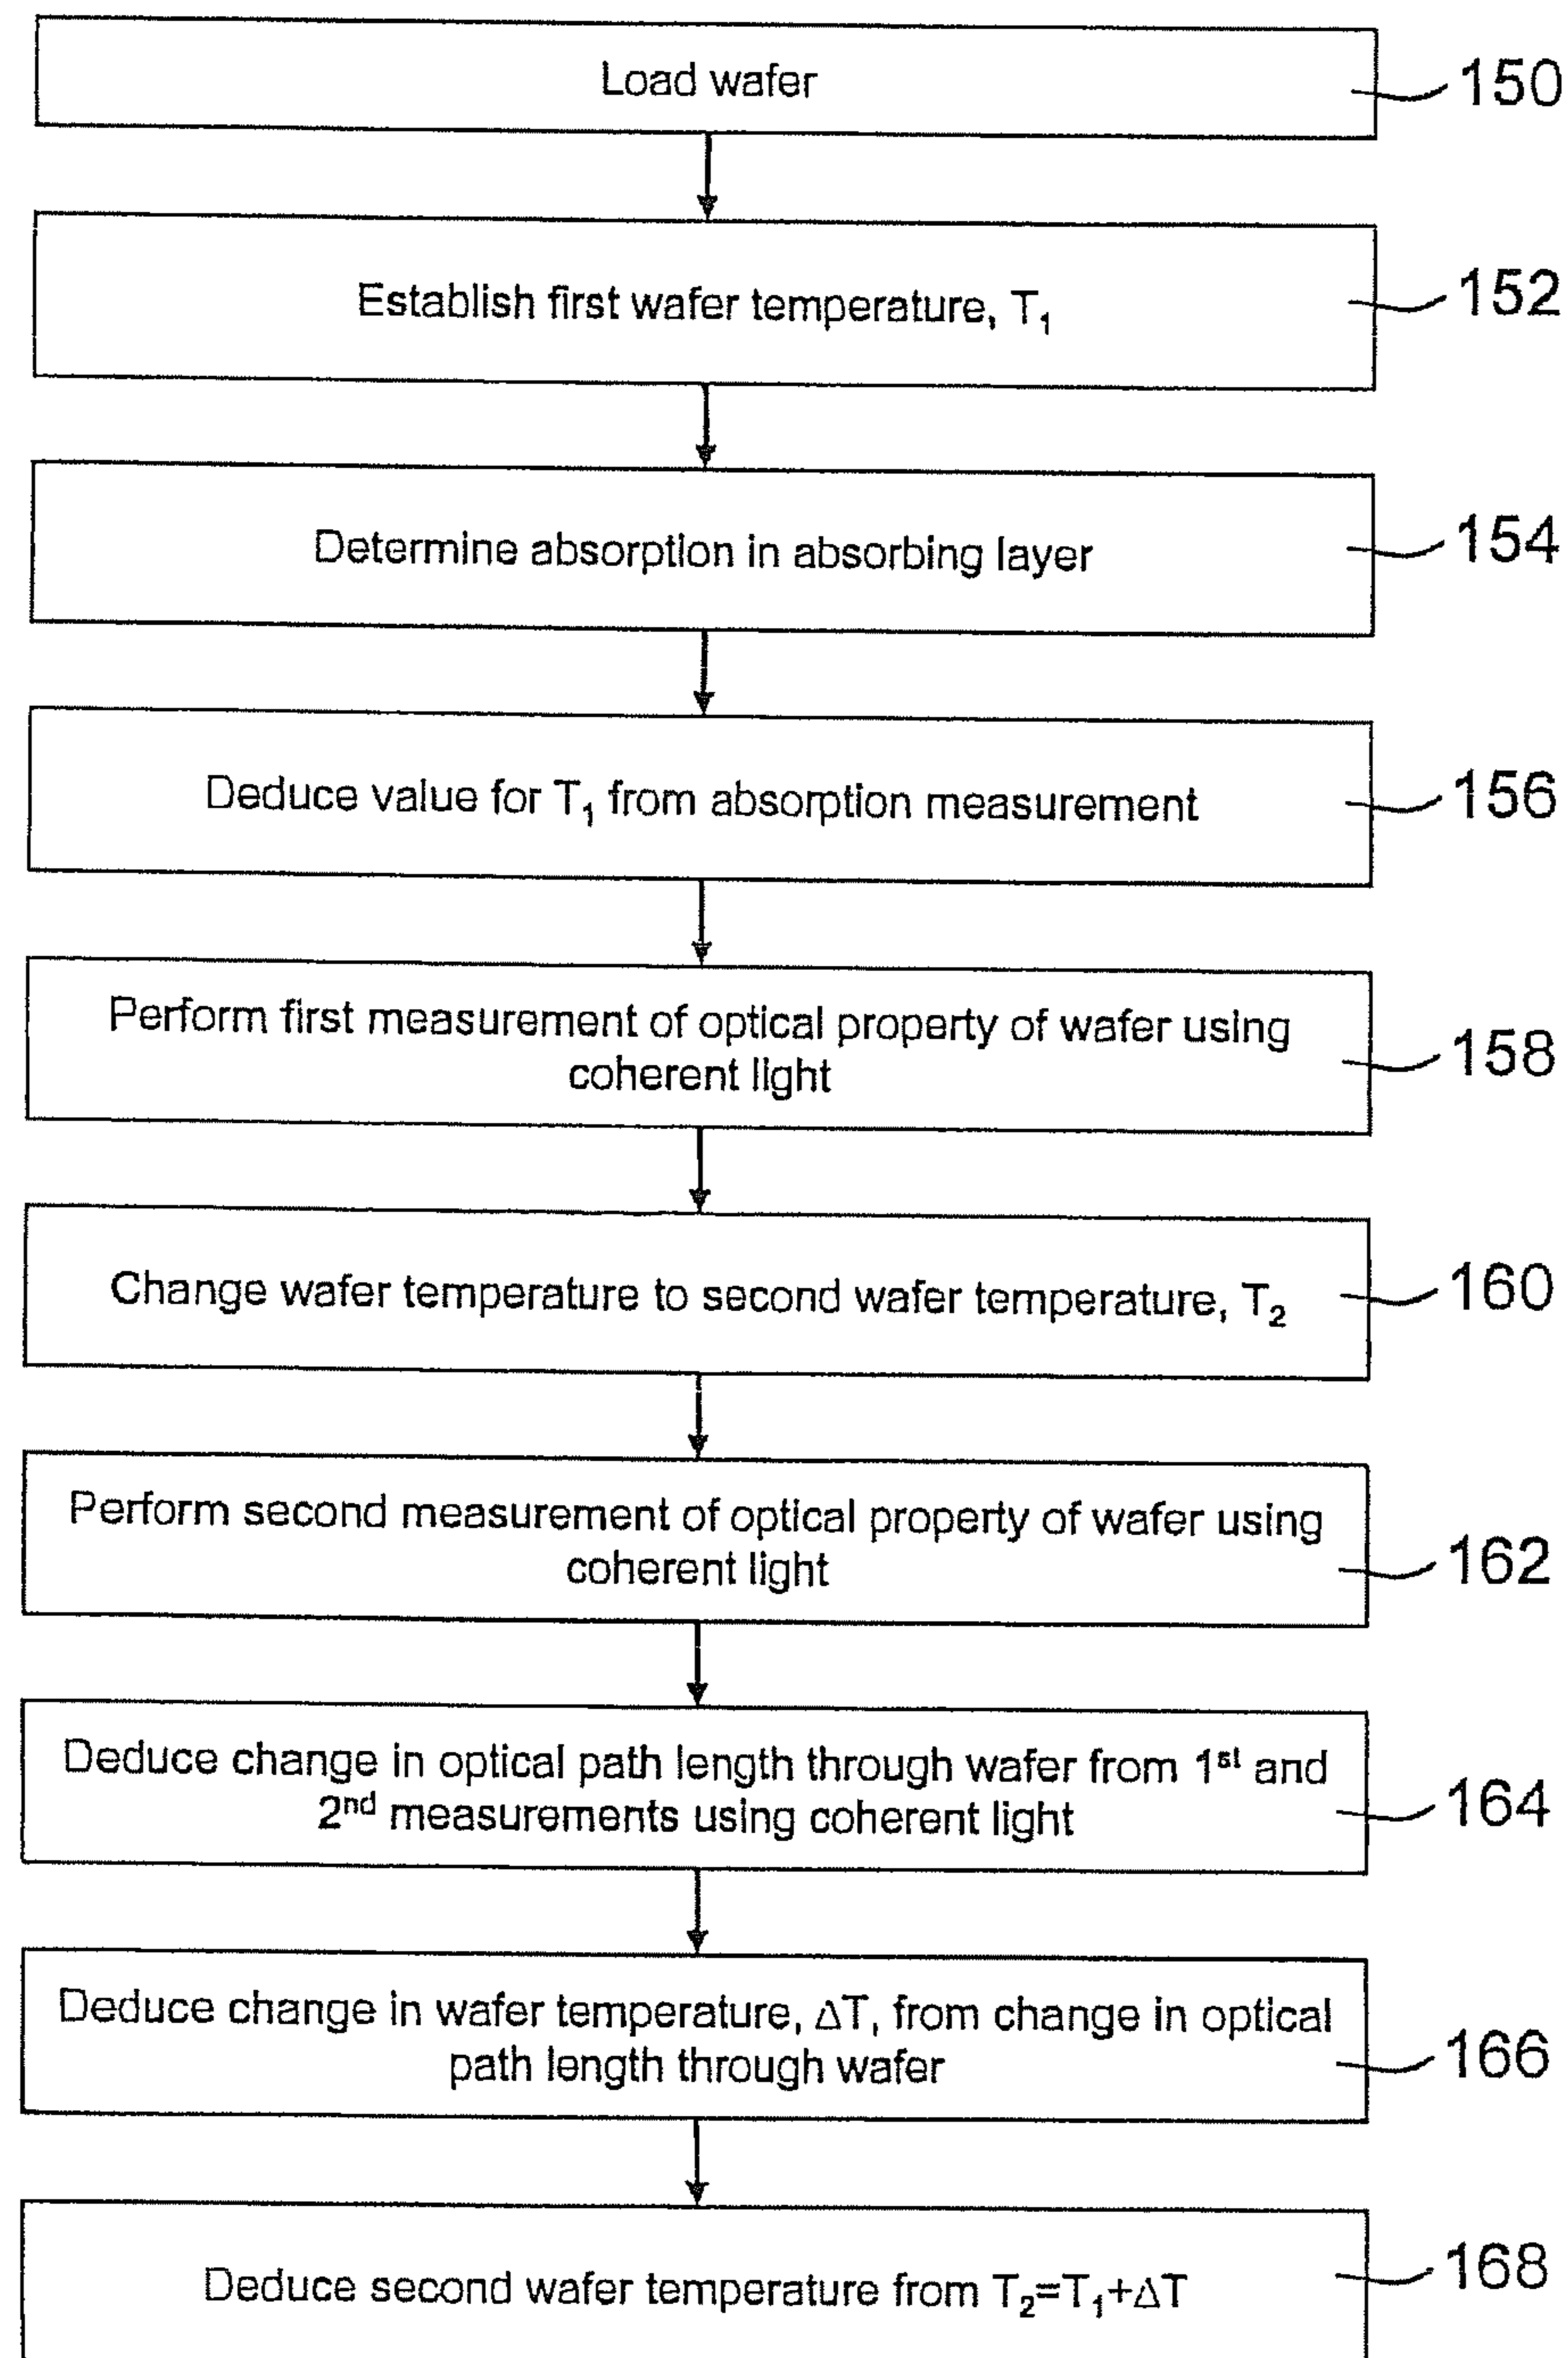 Load wafer
150
Establish first wafer temperature, T₁
152
Determine absorption in absorbing layer
154
Deduce value for T₁ from absorption measurement
156
Perform first measurement of optical property of wafer using
coherent light
158
Change wafer temperature to second wafer temperature, T₂
160
Perform second measurement of optical property of wafer using
coherent light
162
Deduce change in optical path length through wafer from 1ˢᵗ and
2ⁿᵈ measurements using coherent light
164
Deduce change in wafer temperature, ΔT, from change in optical
path length through wafer
166
Deduce second wafer temperature from T₂=T₁+ΔT
168